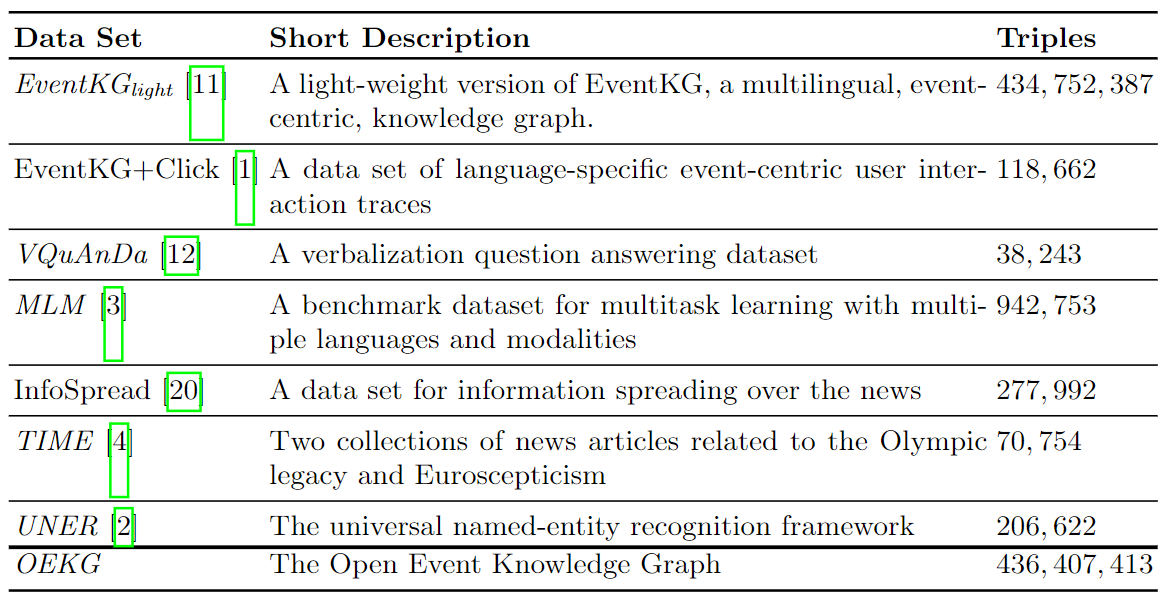 Data Set Short Description Triples
EventKGlight [11] A light-weight version of EventKG, a multilingual, event- 434, 752, 387
centric, knowledge graph.
EventKG+Click [1] A data set of language-specific event-centric user inter- 118, 662
action traces
VQuAnDa [12] A verbalization question answering dataset 38, 243
MLM [3] A benchmark dataset for multitask learning with multi- 942, 753
ple languages and modalities
InfoSpread [20] A data set for information spreading over the news 277, 992
TIME [4] Two collections of news articles related to the Olympic 70, 754
legacy and Euroscepticism
UNER [2] The universal named-entity recognition framework 206, 622
OEKG The Open Event Knowledge Graph 436, 407, 413